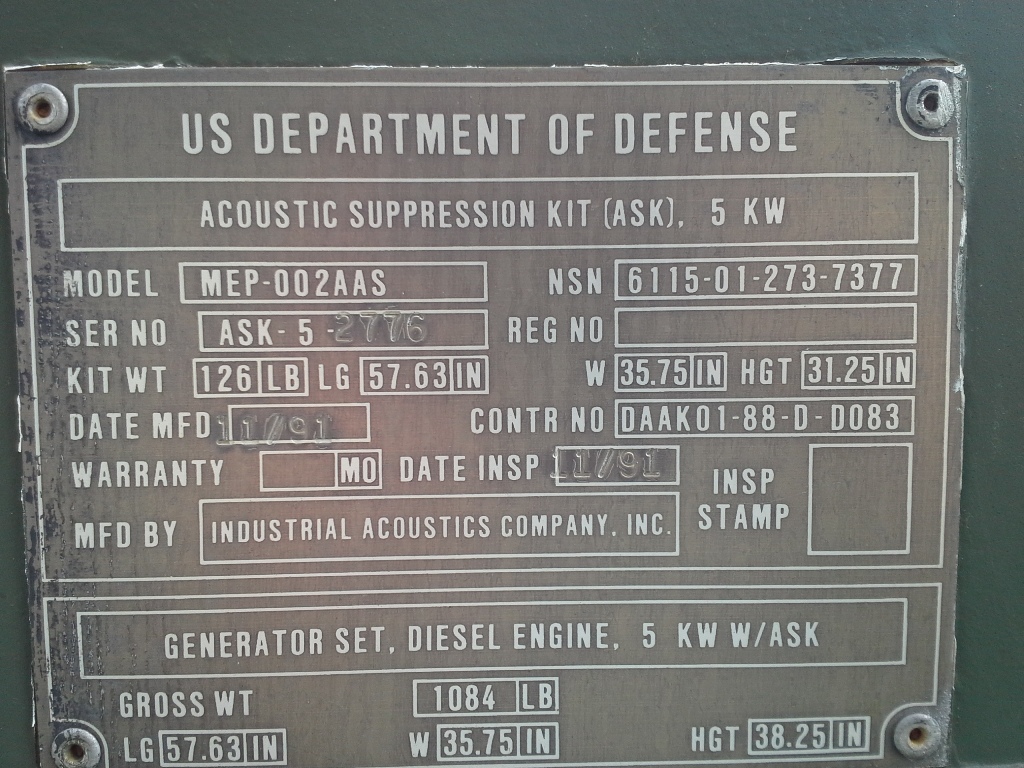 US DEPARTMENT OF DEFENSE
ACOUSTIC SUPPRESSION KIT (ASK), 5 KW
MODEL MEP-002AAS NSN 6115-01-273-7377
SER NO ASK-5-2776 REG NO
KIT WT 126 LB LG 57.63 IN W 35.75 IN HGT 31.25 IN
DATE MFD 11/91 CONTR NO DAAK01-88-D-D083
WARRANTY MO DATE INSP 11/91 INSP STAMP
MFD BY INDUSTRIAL ACOUSTICS COMPANY, INC.
GENERATOR SET, DIESEL ENGINE, 5 KW W/ASK
GROSS WT 1084 LB
LG 57.63 IN W 35.75 IN HGT 38.25 IN